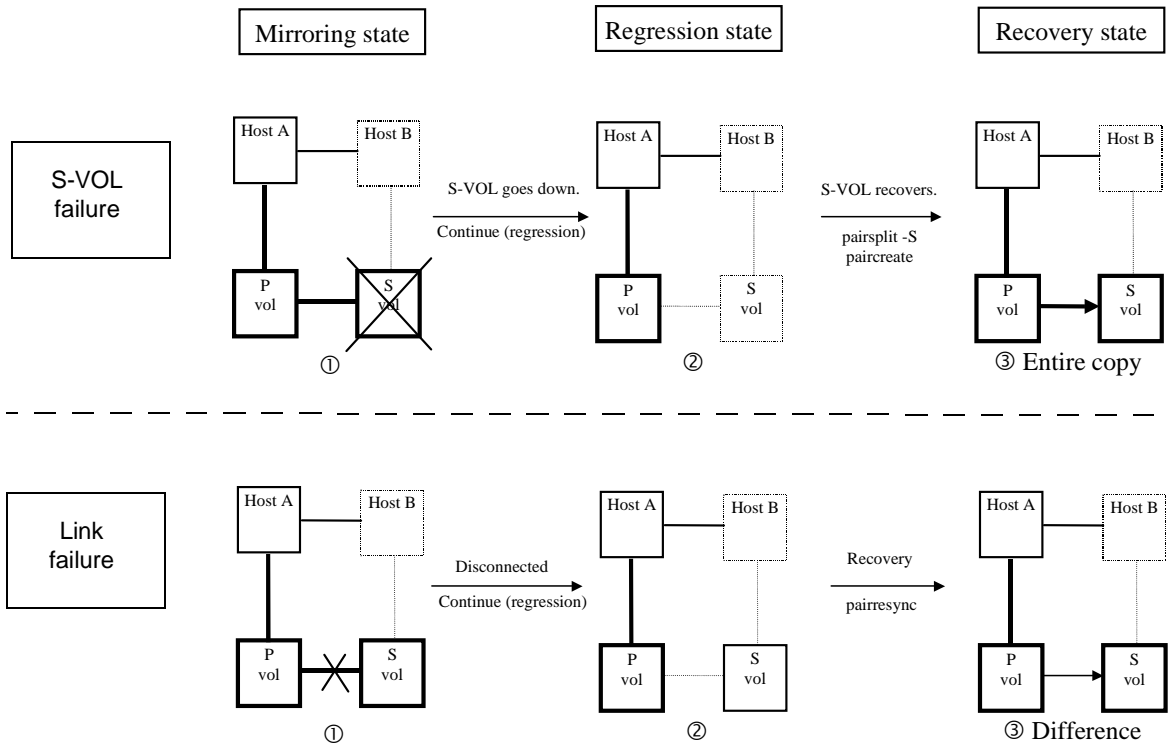 Mirroring state
Regression state
Recovery state
S-VOL
failure
Host A
Host B
P
vol
S
vol
①
S-VOL goes down.
Continue (regression)
Host A
Host B
P
vol
S
vol
②
S-VOL recovers.
pairsplit -S
paircreate
Host A
Host B
P
vol
S
vol
③ Entire copy
Link
failure
Host A
Host B
P
vol
S
vol
①
Disconnected
Continue (regression)
Host A
Host B
P
vol
S
vol
②
Recovery
pairresync
Host A
Host B
P
vol
S
vol
③ Difference